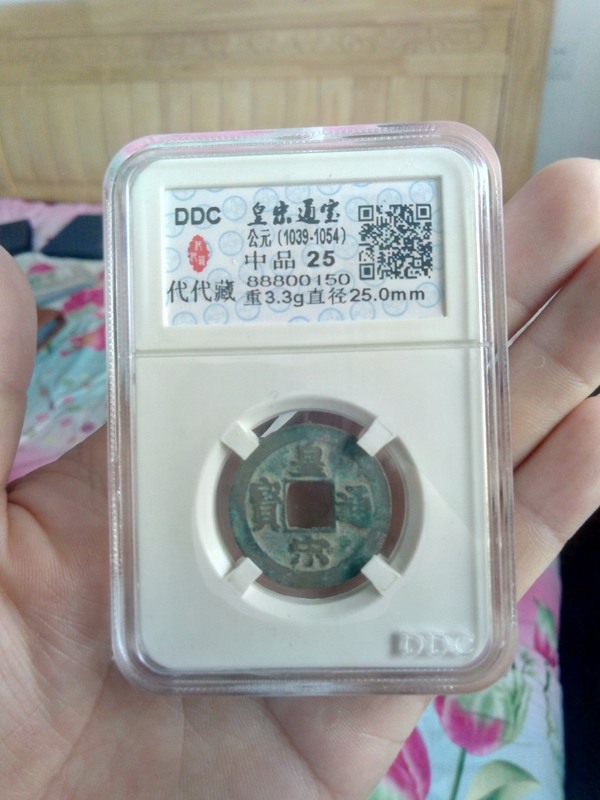 DDC 皇宋通宝
公元(1039-1054)
中品 25
88800150
代代藏 重3.3g直径25.0mm
皇
寳 通
宋
DDC